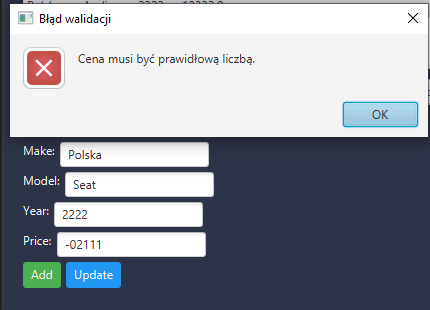 Błąd walidacji
Cena musi być prawidłową liczbą.
OK
Make: Polska
Model: Seat
Year: 2222
Price: -02111
Add Update